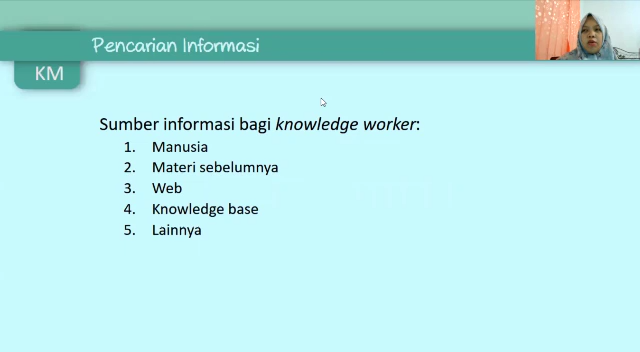 Pencarian Informasi
KM
Sumber informasi bagi knowledge worker:
1. Manusia
2. Materi sebelumnya
3. Web
4. Knowledge base
5. Lainnya